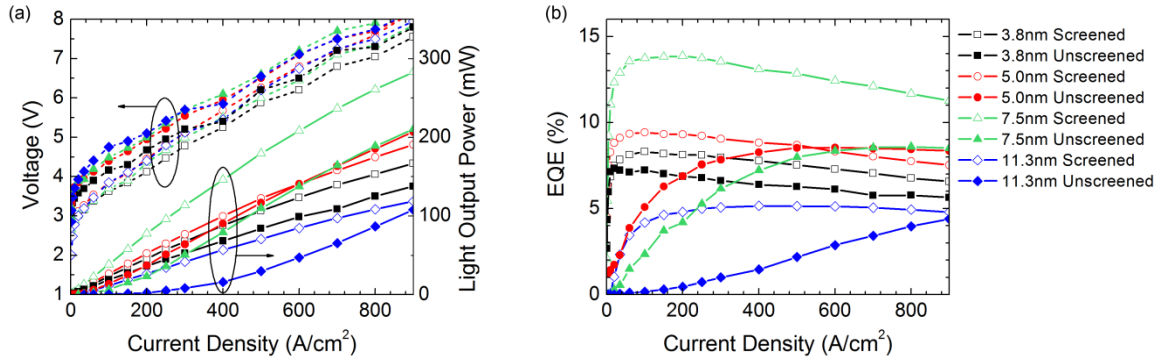 (a)
8
7
6
5
4
3
2
1
Voltage (V)
300
200
100
0
Light Output Power (mW)
0 200 400 600 800
Current Density (A/cm²)
(b)
15
10
5
0
EQE (%)
0 200 400 600 800
Current Density (A/cm²)
3.8nm Screened
3.8nm Unscreened
5.0nm Screened
5.0nm Unscreened
7.5nm Screened
7.5nm Unscreened
11.3nm Screened
11.3nm Unscreened